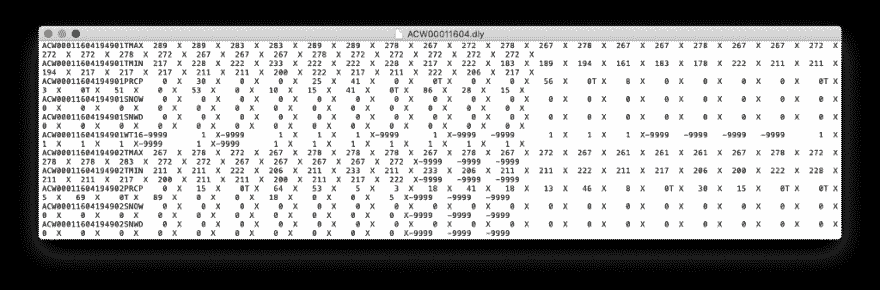 ACW00011604.dly
ACW00011604194901TMAX 289 X 289 X 283 X 283 X 289 X 289 X 278 X 267 X 272 X 278 X 267 X 278 X 267 X 278 X 267 X 278 X 267 X 272 X
272 X 272 X 278 X 272 X 267 X 267 X 267 X 278 X 272 X 272 X 272 X 272 X 272 X
ACW00011604194901TMIN 217 X 228 X 222 X 233 X 222 X 222 X 222 X 217 X 222 X 183 X 189 X 194 X 161 X 183 X 178 X 222 X 211 X 211 X
194 X 217 X 217 X 217 X 211 X 211 X 200 X 222 X 217 X 211 X 222 X 206 X 217 X
ACW00011604194901PRCP 0 X 30 X 0 X 0 X 25 X 41 X 0 X 0T X 0 X 0 X 56 X 0T X 8 X 0 X 0 X 0 X 0 X 0T X
3 X 0T X 51 X 0 X 53 X 0 X 10 X 15 X 41 X 0T X 86 X 28 X 15 X
ACW00011604194901SNOW 0 X 0 X 0 X 0 X 0 X 0 X 0 X 0 X 0 X 0 X 0 X 0 X 0 X 0 X 0 X 0 X 0 X 0 X
0 X 0 X 0 X 0 X 0 X 0 X 0 X 0 X 0 X 0 X 0 X 0 X 0 X
ACW00011604194901SNWD 0 X 0 X 0 X 0 X 0 X 0 X 0 X 0 X 0 X 0 X 0 X 0 X 0 X 0 X 0 X 0 X 0 X 0 X
0 X 0 X 0 X 0 X 0 X 0 X 0 X 0 X 0 X 0 X 0 X 0 X 0 X
ACW00011604194901WT16-9999 1 X-9999 1 X 1 X 1 X-9999 1 X-9999 -9999 1 X 1 X 1 X-9999 -9999 -9999 -9999 1 X
1 X 1 X 1 X-9999 1 X-9999 1 X 1 X 1 X 1 X 1 X 1 X 1 X
ACW00011604194902TMAX 267 X 278 X 272 X 267 X 267 X 278 X 278 X 267 X 278 X 267 X 272 X 267 X 261 X 261 X 261 X 267 X 267 X 278 X
278 X 278 X 283 X 272 X 272 X 267 X 267 X 267 X 267 X 272 X-9999 -9999 -9999
ACW00011604194902TMIN 211 X 211 X 222 X 206 X 211 X 233 X 211 X 233 X 206 X 211 X 211 X 222 X 211 X 217 X 206 X 200 X 222 X 228 X
211 X 211 X 217 X 200 X 211 X 200 X 211 X 217 X 222 X-9999 -9999 -9999
ACW00011604194902PRCP 0 X 15 X 0T X 64 X 53 X 5 X 3 X 18 X 41 X 18 X 13 X 46 X 8 X 0T X 30 X 15 X 0T X 0T X
5 X 69 X 0T X 89 X 0 X 0 X 18 X 0 X 0 X 5 X-9999 -9999 -9999
ACW00011604194902SNOW 0 X 0 X 0 X 0 X 0 X 0 X 0 X 0 X 0 X 0 X 0 X 0 X 0 X 0 X 0 X 0 X 0 X 0 X
0 X 0 X 0 X 0 X 0 X 0 X 0 X 0 X 0 X 0 X-9999 -9999 -9999
ACW00011604194902SNWD 0 X 0 X 0 X 0 X 0 X 0 X 0 X 0 X 0 X 0 X 0 X 0 X 0 X 0 X 0 X 0 X 0 X 0 X
0 X 0 X 0 X 0 X 0 X 0 X 0 X 0 X 0 X 0 X-9999 -9999 -9999